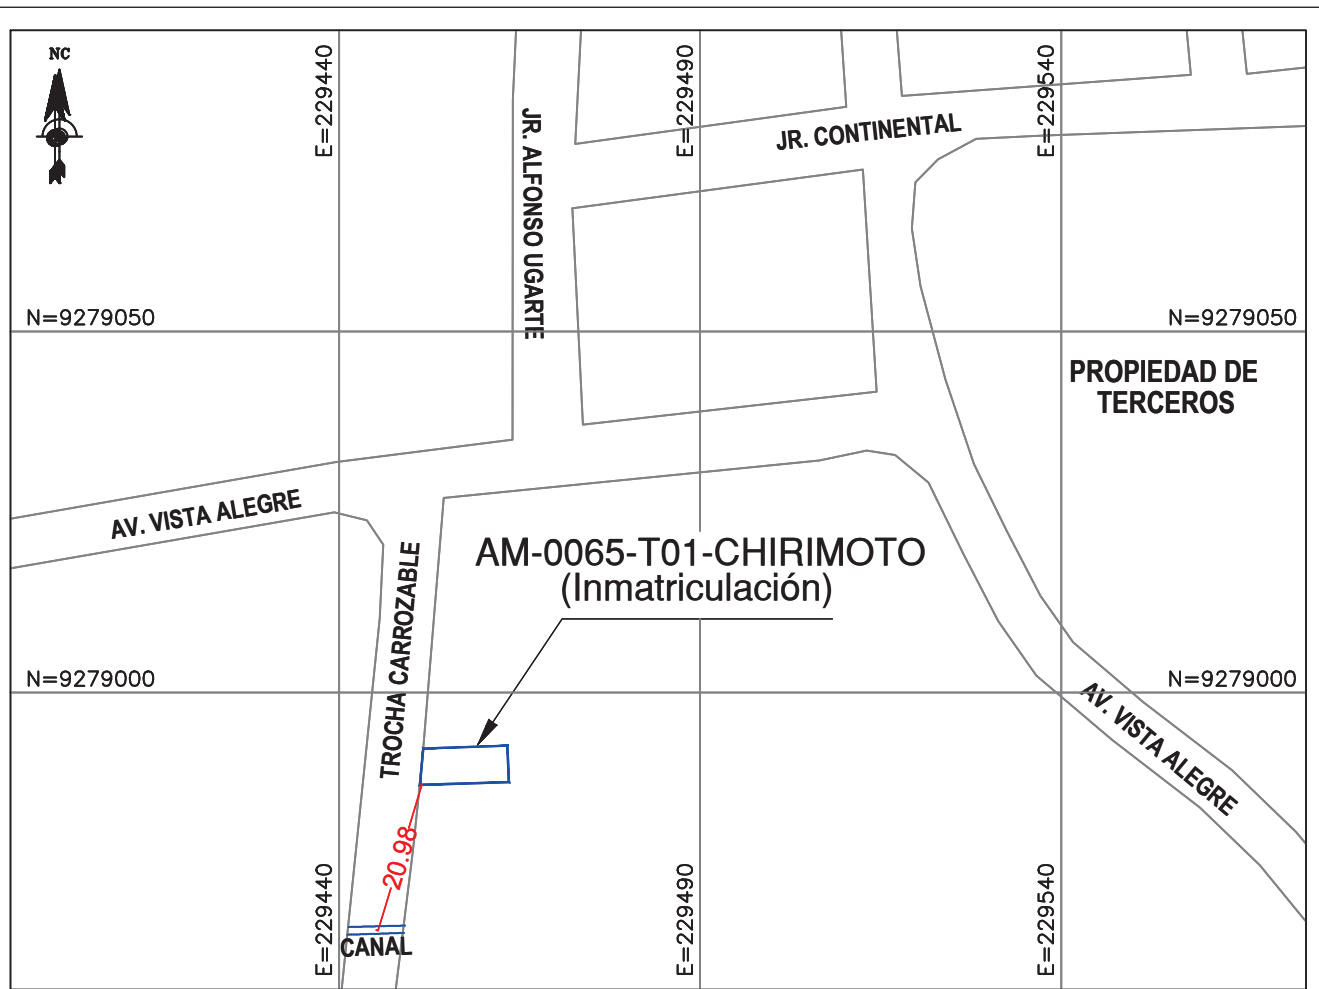 NC
E=229440
E=229490
E=229540
JR. ALFONSO UGARTE
JR. CONTINENTAL
N=9279050
N=9279050
PROPIEDAD DE
TERCEROS
AV. VISTA ALEGRE
TROCHA CARROZABLE
AM-0065-T01-CHIRIMOTO
(Inmatriculación)
N=9279000
N=9279000
AV. VISTA ALEGRE
20.98
E=229440
E=229490
E=229540
CANAL